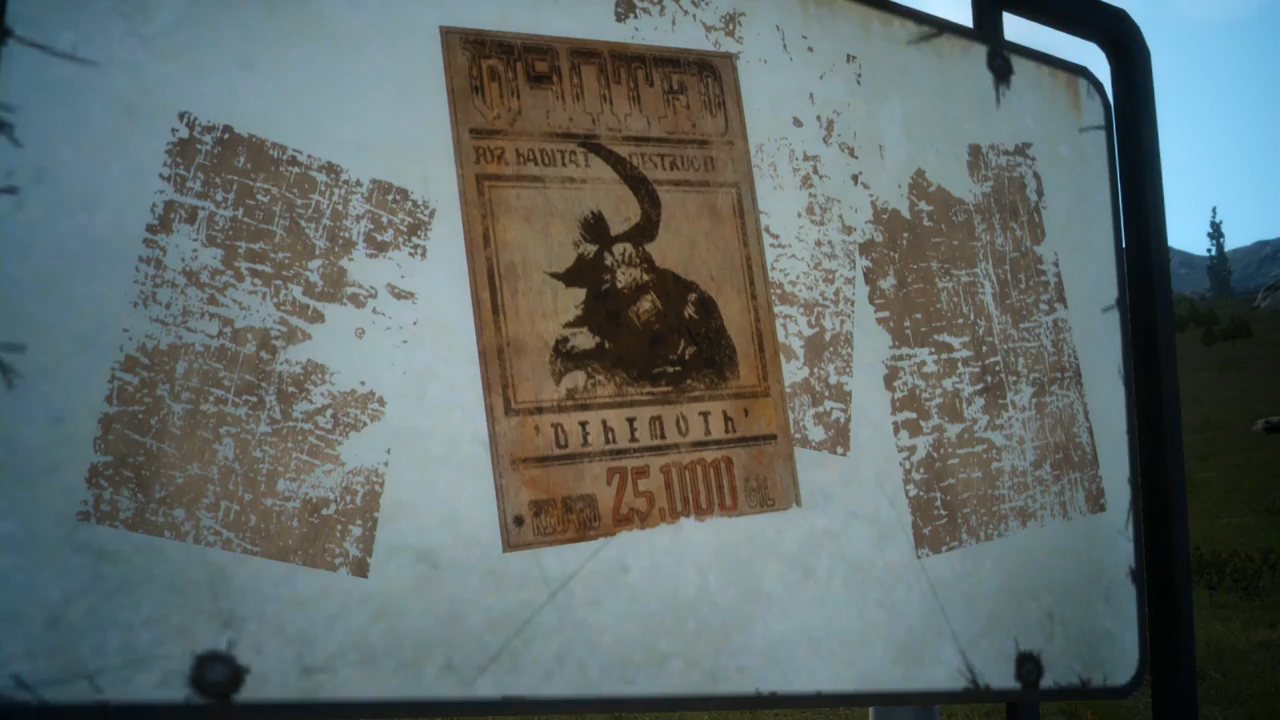 WANTED
FOR HABITAT DESTRUCTI
'BEHEMOTH'
REWARD 25,000 GIL